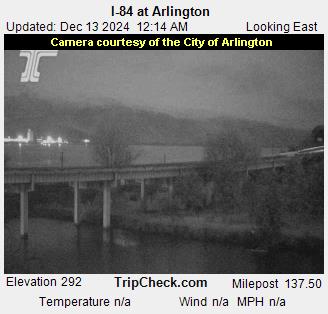 I-84 at Arlington
Updated: Dec 13 2024 12:14 AM Looking East
Camera courtesy of the City of Arlington
Elevation 292 TripCheck.com Milepost 137.50
Temperature n/a Wind n/a MPH n/a